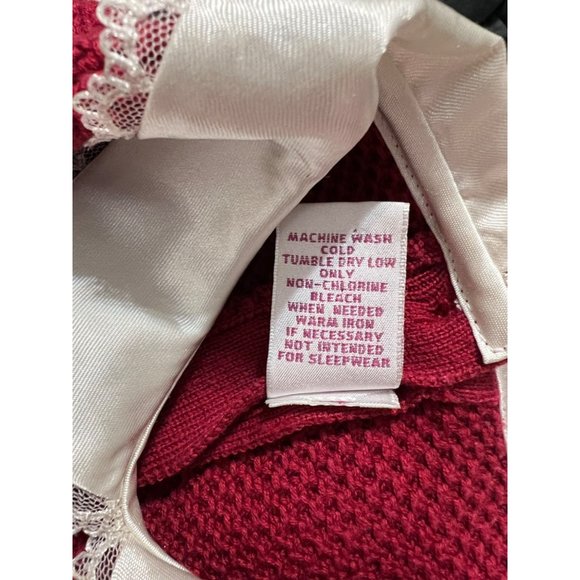 MACHINE WASH
COLD
TUMBLE DRY LOW
ONLY
NON-CHLORINE
BLEACH
WHEN NEEDED
WARM IRON
IF NECESSARY
NOT INTENDED
FOR SLEEPWEAR